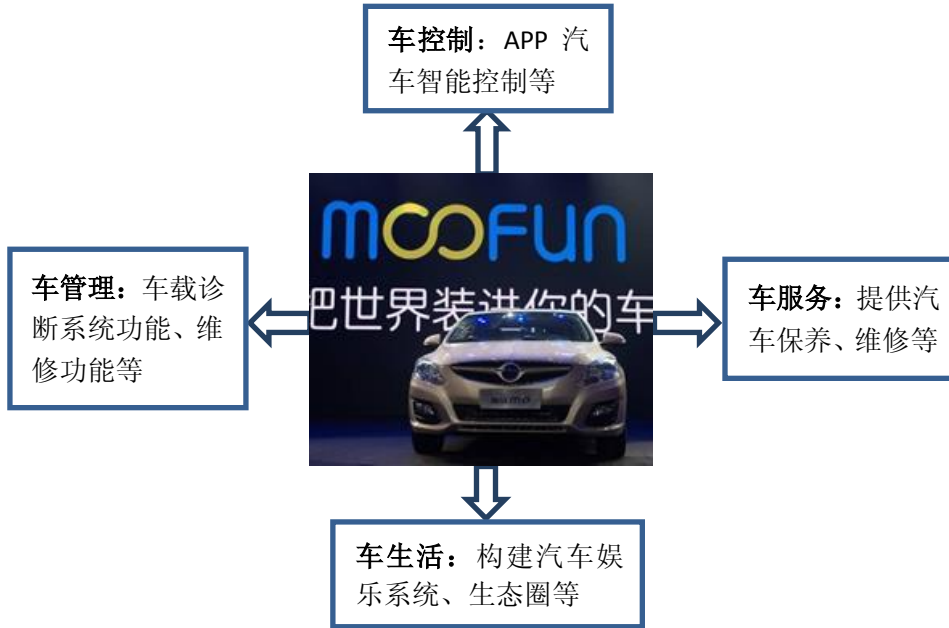 车控制：APP 汽
车智能控制等
MOOFUN
把世界装进你的车
车管理：车载诊
断系统功能、维
修功能等
车服务：提供汽
车保养、维修等
车生活：构建汽车娱
乐系统、生态圈等